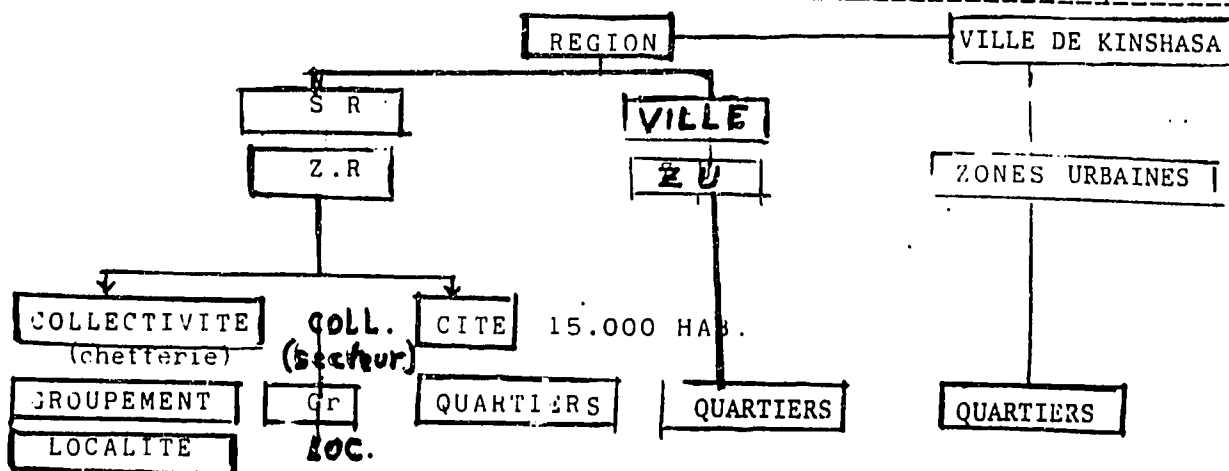 REGION VILLE DE KINSHASA
S R VILLE
Z.R Z U ZONES URBAINES
COLLECTIVITE COLL. CITE 15.000 HAB.
(chefferie) (secteur)
GROUPEMENT Gr QUARTIERS QUARTIERS QUARTIERS
LOCALITE LOC.